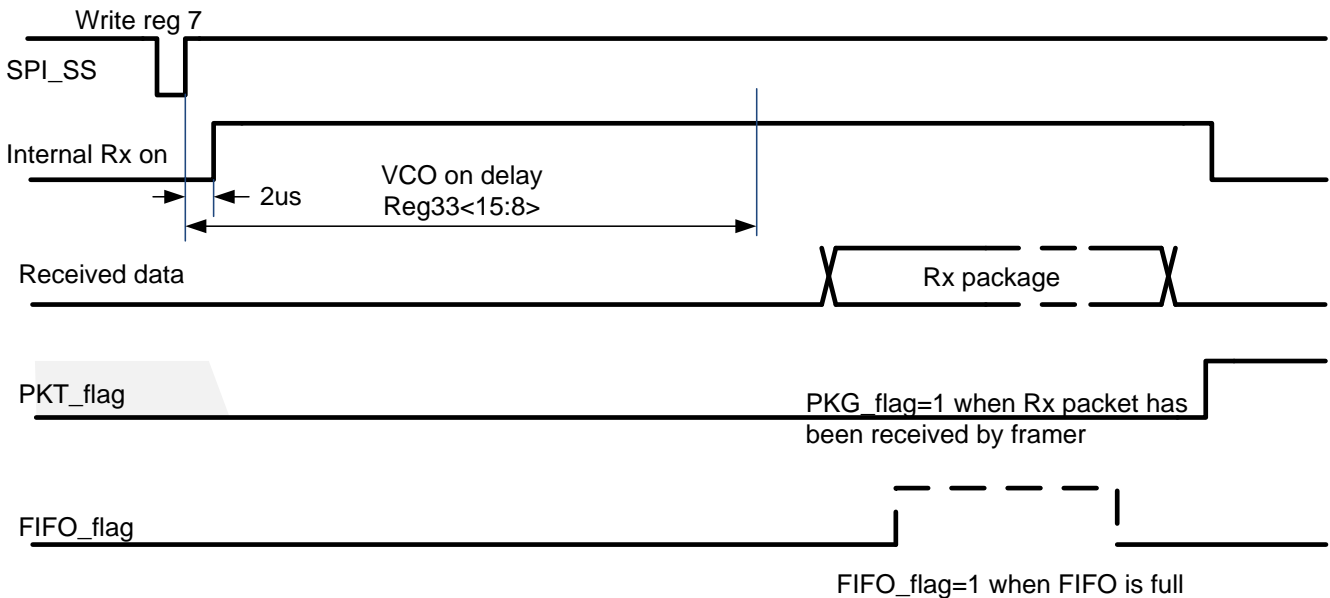 Write reg 7
SPI_SS
Internal Rx on
2us
VCO on delay
Reg33<15:8>
Received data
Rx package
PKT_flag
PKG_flag=1 when Rx packet has
been received by framer
FIFO_flag
FIFO_flag=1 when FIFO is full